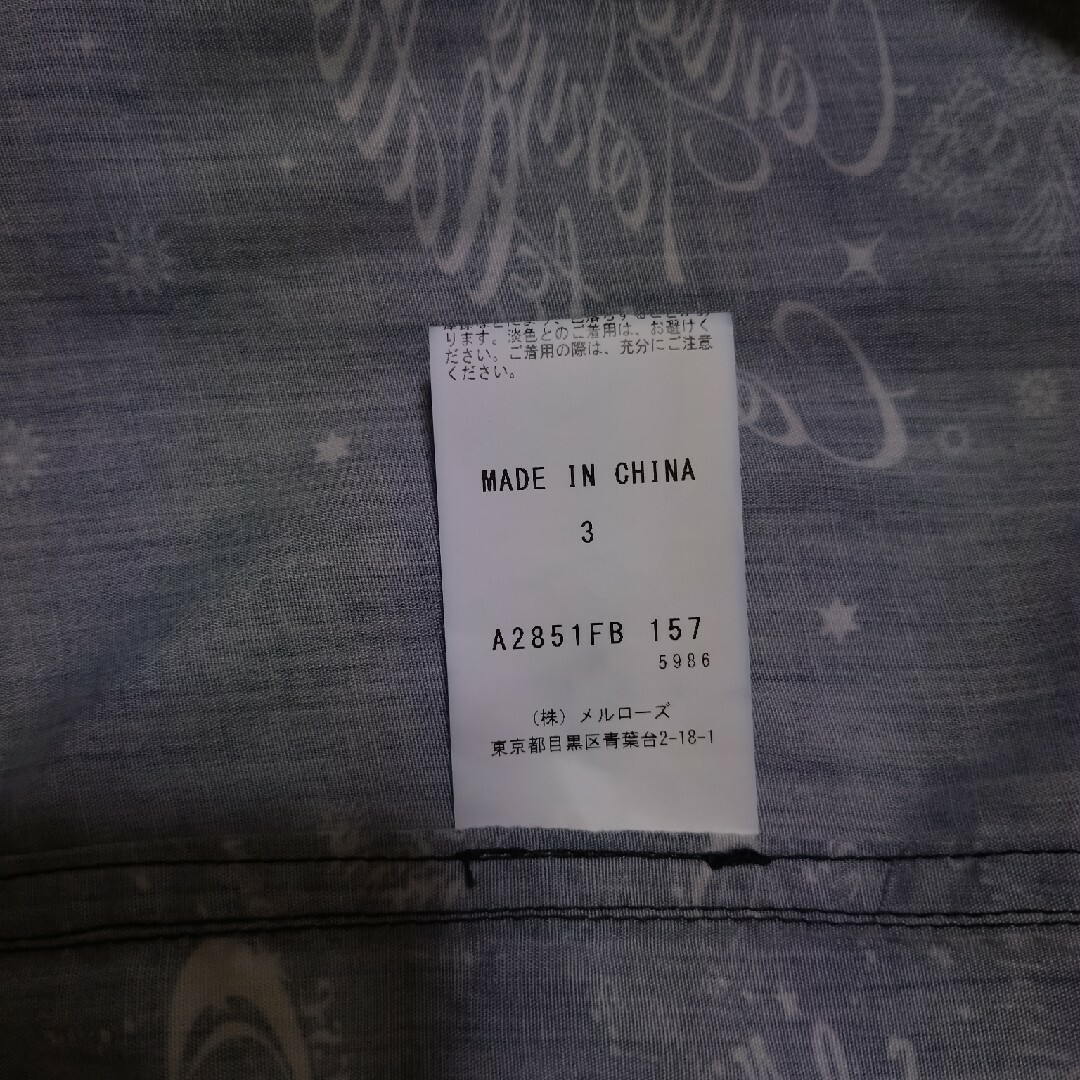 ります。淡色とのご着用は、お避けく
ださい。ご着用の際は、充分にご注意
ください。
MADE IN CHINA
3
A2851FB 157
5986
（株）メルローズ
東京都目黒区青葉台2-18-1